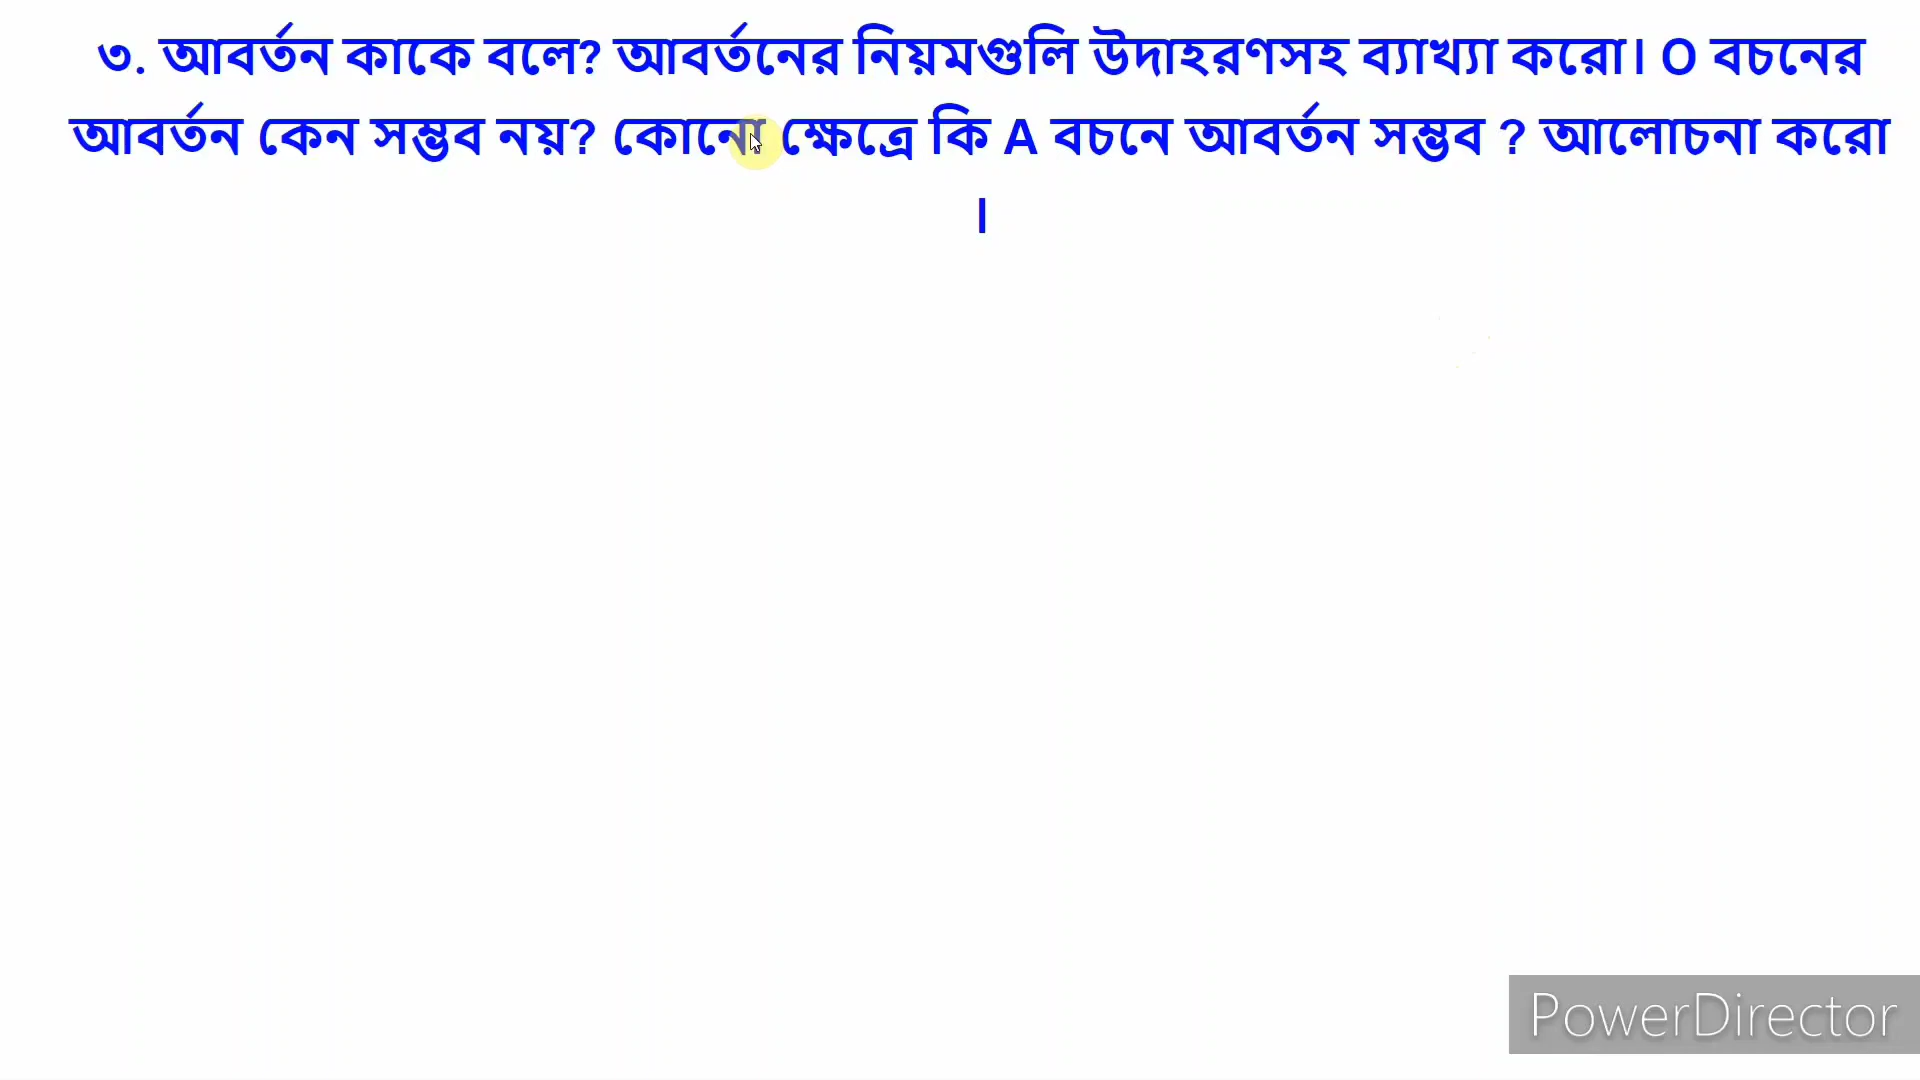 ৩. আবর্তন কাকে বলে? আবর্তনের নিয়মগুলি উদাহরণসহ ব্যাখ্যা করো। O বচনের
আবর্তন কেন সম্ভব নয়? কোনো ক্ষেত্রে কি A বচনে আবর্তন সম্ভব ? আলোচনা করো
।
PowerDirector